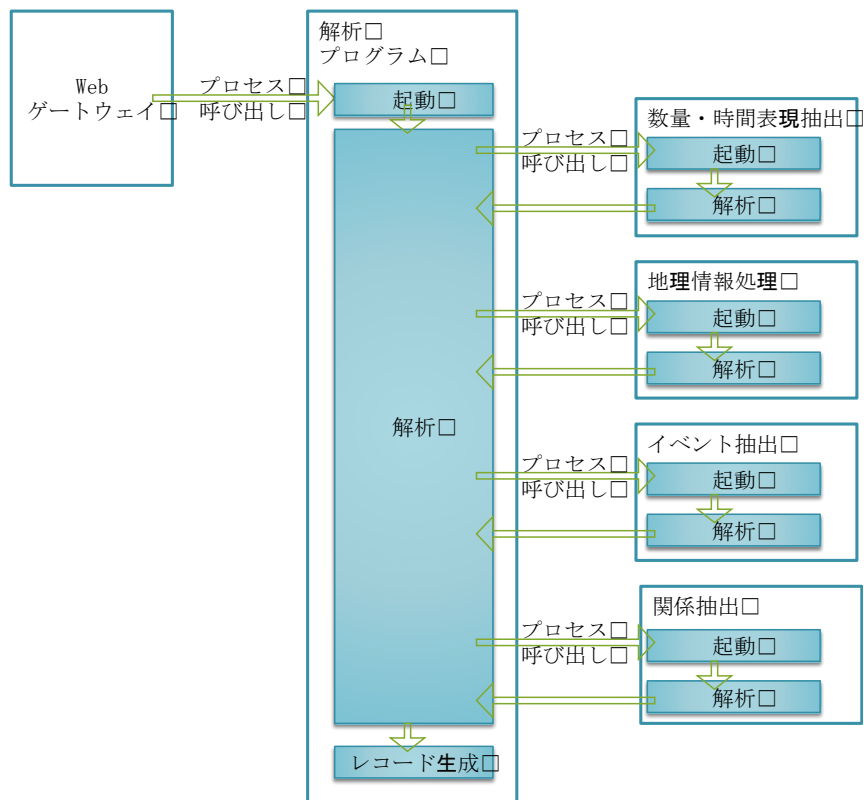 Web
ゲートウェイ□
プロセス□
呼び出し□
解析□
プログラム□
起動□
解析□
レコード生成□
プロセス□
呼び出し□
数量・時間表現抽出□
起動□
解析□
プロセス□
呼び出し□
地理情報処理□
起動□
解析□
プロセス□
呼び出し□
イベント抽出□
起動□
解析□
プロセス□
呼び出し□
関係抽出□
起動□
解析□